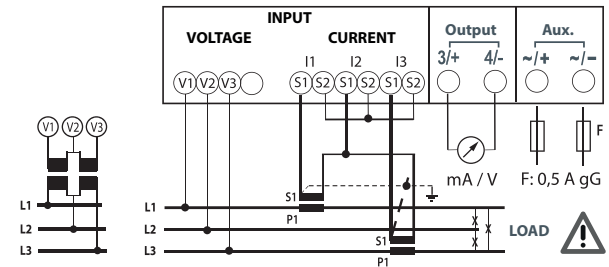 INPUT
VOLTAGE CURRENT
Output
Aux.
I1 I2 I3
3/+ 4/-
~/+ ~/−
V1 V2 V3
S1 S2 S1 S2 S1 S2
V1 V2 V3
F
mA / V
F: 0,5 A gG
S1
L1
L1
P1
L2
L2
LOAD
S1
L3
L3
P1